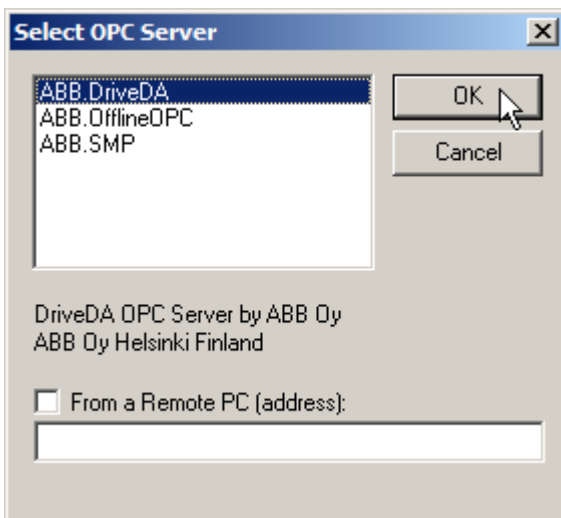 Select OPC Server
ABB.DriveDA
ABB.OfflineOPC
ABB.SMP
OK
Cancel
DriveDA OPC Server by ABB Oy
ABB Oy Helsinki Finland
From a Remote PC (address):